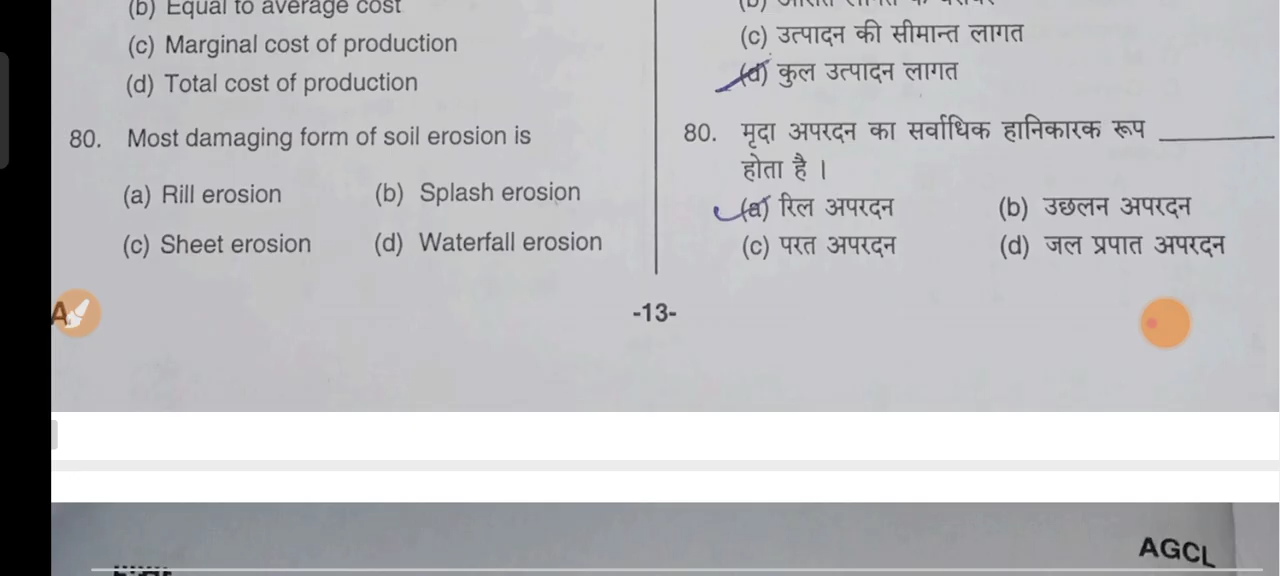 (b) Equal to average cost
(c) Marginal cost of production
(d) Total cost of production
80. Most damaging form of soil erosion is
(a) Rill erosion (b) Splash erosion
(c) Sheet erosion (d) Waterfall erosion
(c) उत्पादन की सीमान्त लागत
(d) कुल उत्पादन लागत
80. मृदा अपरदन का सर्वाधिक हानिकारक रूप ________
होता है ।
(a) रिल अपरदन (b) उछलन अपरदन
(c) परत अपरदन (d) जल प्रपात अपरदन
A
-13-
AGCL